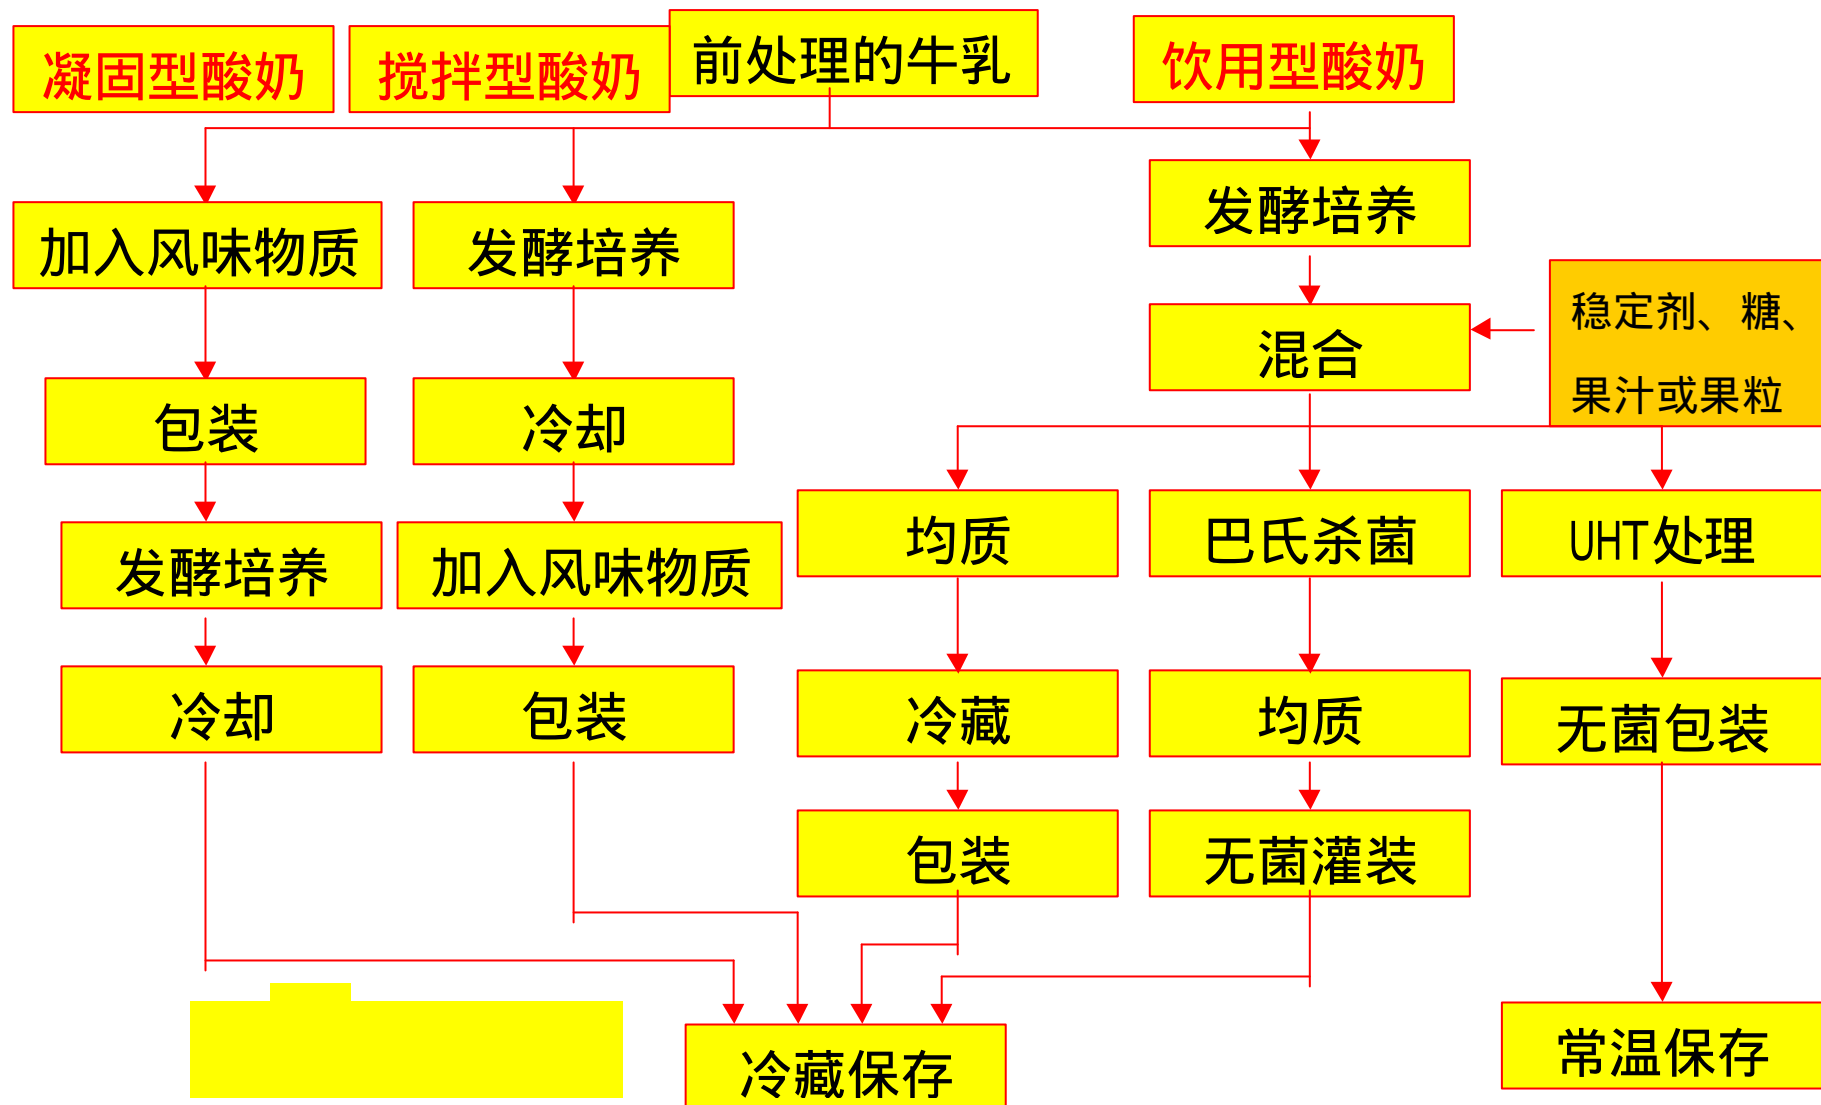 凝固型酸奶
搅拌型酸奶
前处理的牛乳
饮用型酸奶
加入风味物质
发酵培养
发酵培养
稳定剂、糖、
果汁或果粒
混合
包装
冷却
均质
巴氏杀菌
UHT处理
发酵培养
加入风味物质
冷却
包装
冷藏
均质
无菌包装
包装
无菌灌装
冷藏保存
常温保存